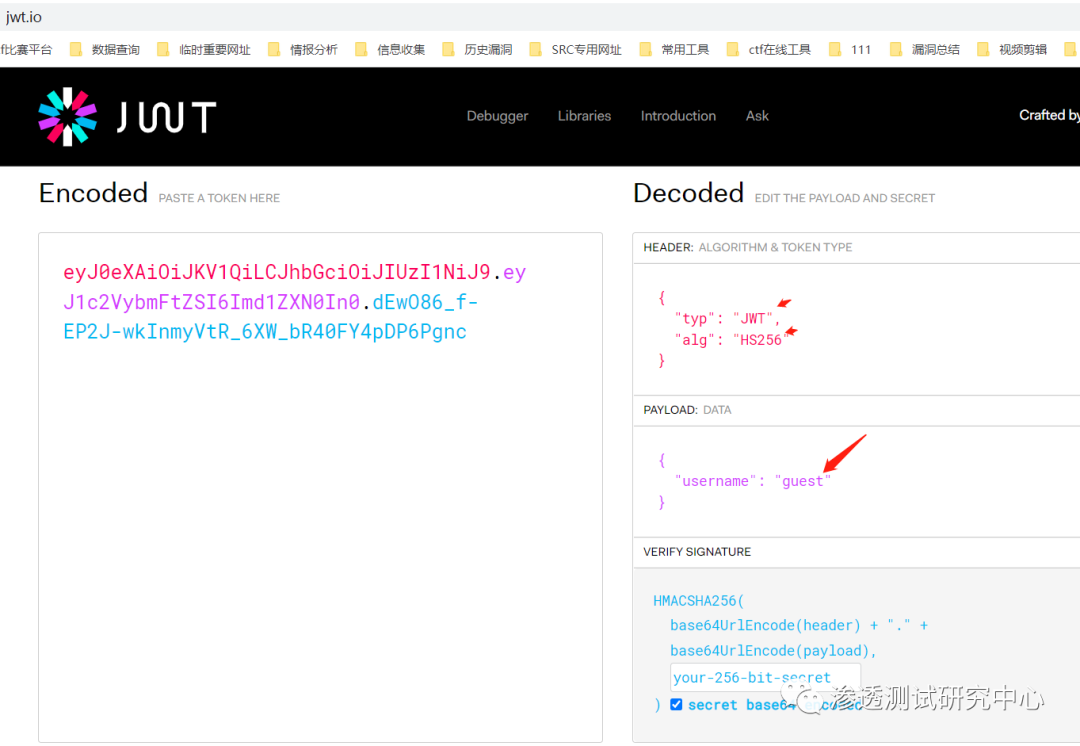 jwt.io
f比赛平台 数据查询 临时重要网址 情报分析 信息收集 历史漏洞 SRC专用网址 常用工具 ctf在线工具 111 漏洞总结 视频剪辑
JWT Debugger Libraries Introduction Ask Crafted by
Encoded PASTE A TOKEN HERE
Decoded EDIT THE PAYLOAD AND SECRET
eyJ0eXAiOiJKV1QiLCJhbGciOiJIUzI1NiJ9.ey
J1c2VybmFtZSI6Imd1ZXN0In0.dEwO86_f-
EP2J-wkInmyVtR_6XW_bR40FY4pDP6Pgnc
HEADER: ALGORITHM & TOKEN TYPE
{
"typ": "JWT",
"alg": "HS256"
}
PAYLOAD: DATA
{
"username": "guest"
}
VERIFY SIGNATURE
HMACSHA256(
base64UrlEncode(header) + "." +
base64UrlEncode(payload),
your-256-bit-secret
) secret base64 encoded
渗透测试研究中心